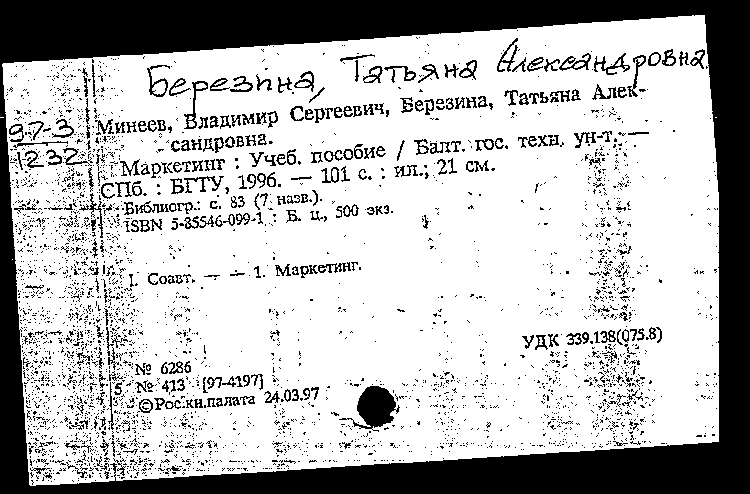 Березина, Татьяна Александровна
97-3
1232
Минеев, Владимир Сергеевич, Березина, Татьяна Алек-
сандровна.
Маркетинг : Учеб. пособие / Балт. гос. техн. ун-т. —
СПб. : БГТУ, 1996. — 101 с. : ил.; 21 см.
Библиогр.: с. 83 (7 назв.).
ISBN 5-85546-099-1 : Б. ц., 500 экз.
I. Соавт. — — 1. Маркетинг.
УДК 339.138(075.8)
№ 6286
5 № 413 [97-4197]
© Рос.кн.палата 24.03.97